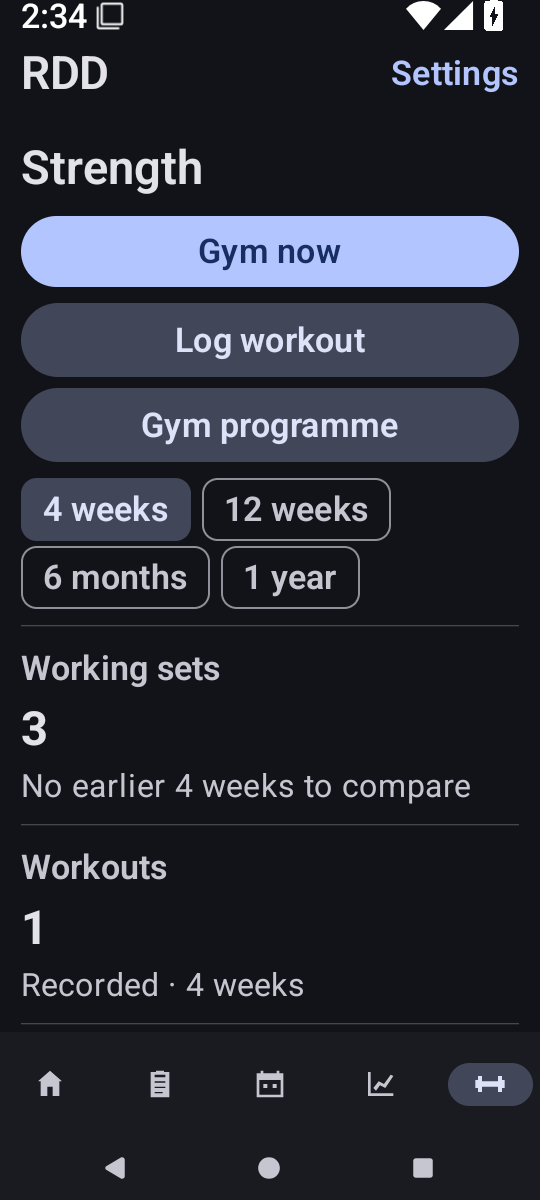 2:34
RDD
Settings
Strength
Gym now
Log workout
Gym programme
4 weeks
12 weeks
6 months
1 year
Working sets
3
No earlier 4 weeks to compare
Workouts
1
Recorded · 4 weeks